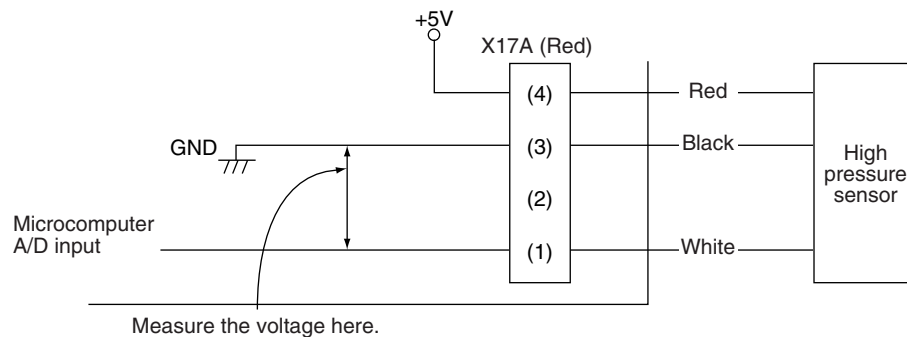 +5V
X17A (Red)
(4)
Red
GND
(3)
Black
High
pressure
sensor
(2)
Microcomputer
A/D input
(1)
White
Measure the voltage here.